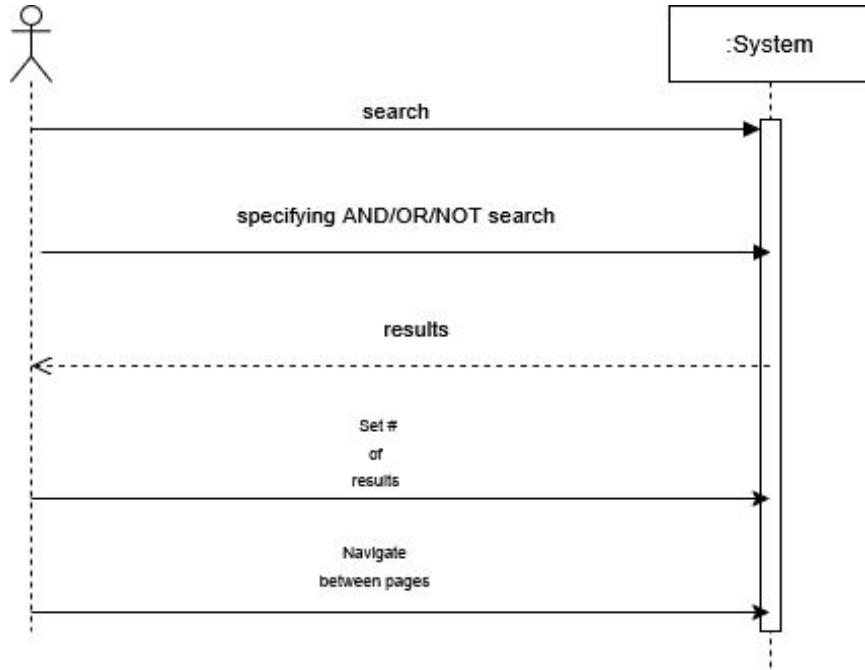 :System
search
specifying AND/OR/NOT search
results
Set #
of
results
Navigate
between pages